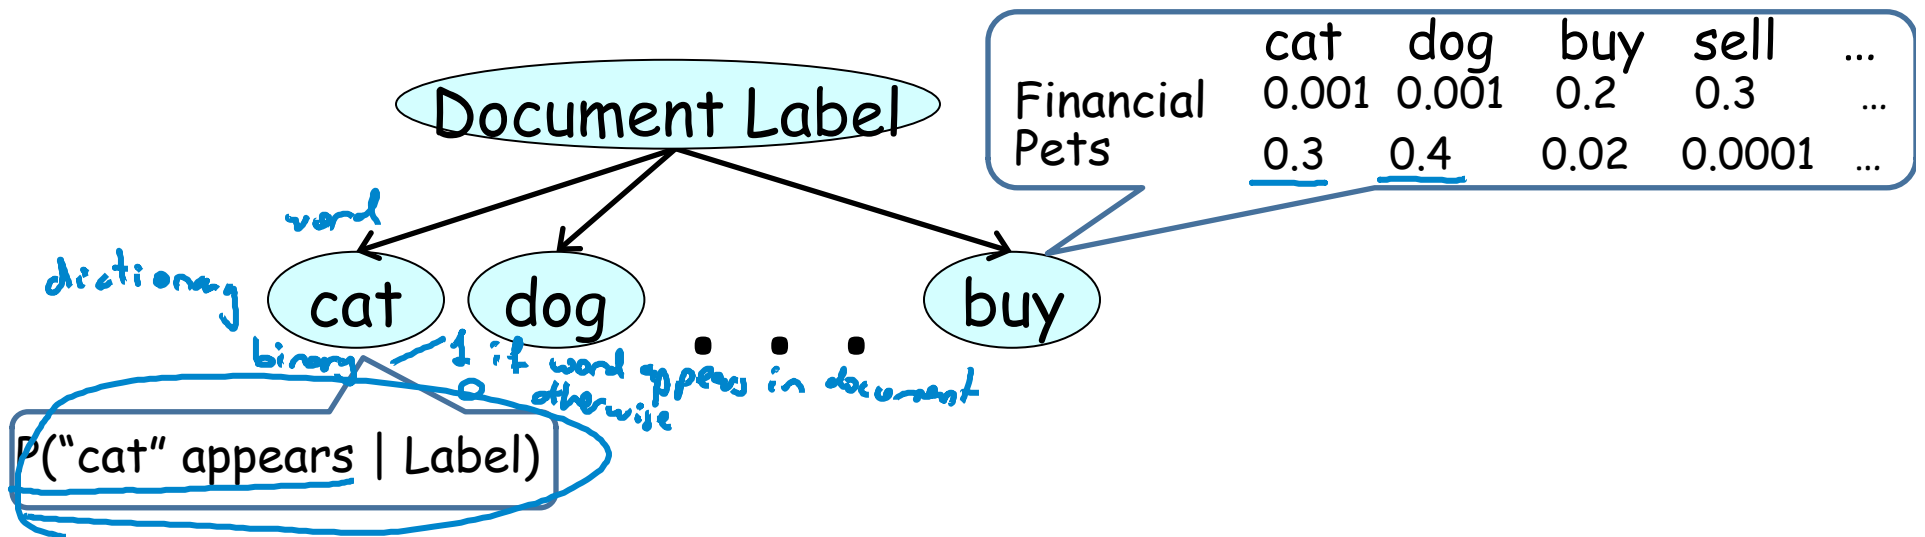 cat dog buy sell ...
Financial 0.001 0.001 0.2 0.3 ...
Pets 0.3 0.4 0.02 0.0001 ...
Document Label
word
dictionary
cat dog . . . buy
binary 1 if word appears in document
0 otherwise
P("cat" appears | Label)